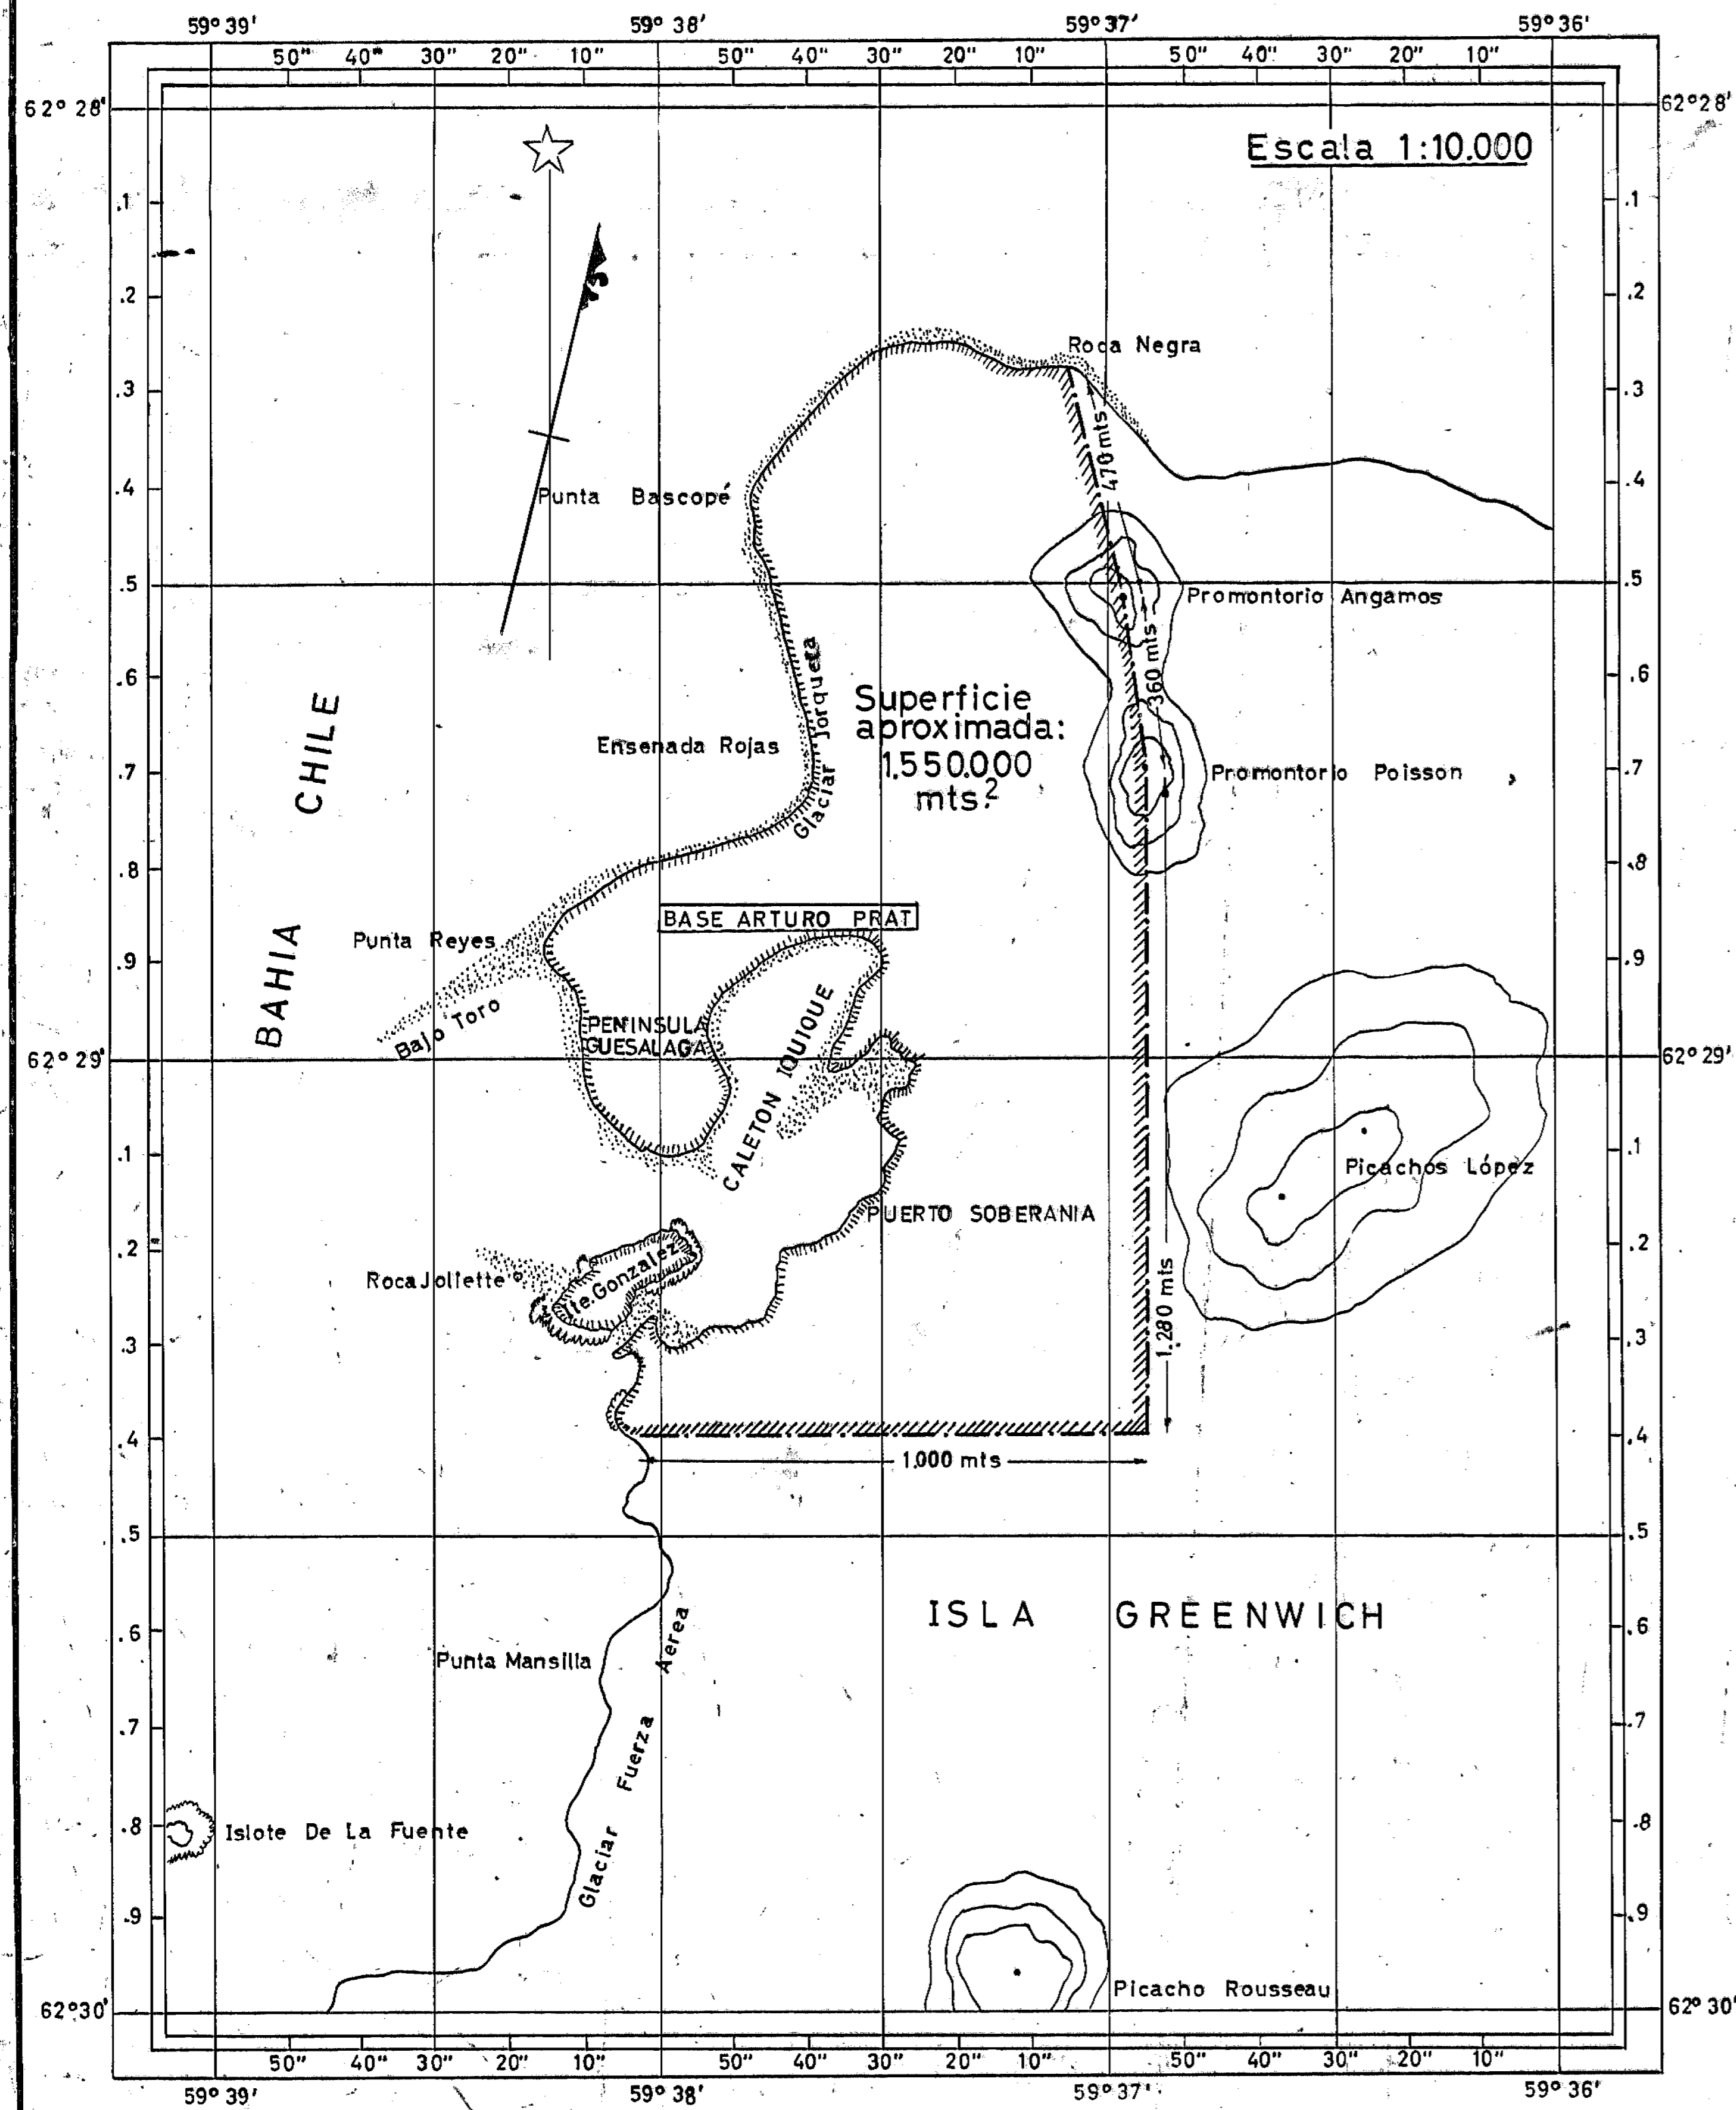 59° 39'
59° 38'
59° 37'
59° 36'
50" 40" 30" 20" 10" 50" 40" 30" 20" 10" 50" 40" 30" 20" 10"
62° 28'
62° 28'
Escala 1:10.000
.1
.1
.2
.2
Roca Negra
.3
.3
470 mts
Punta Bascopé
.4
.4
.5
.5
Promontorio Angamos
360 mts
.6
.6
Glaciar Jorqueta
Superficie
aproximada:
1.550.000
mts.²
Ensenada Rojas
.7
.7
Promontorio Poisson
BAHIA CHILE
.8
.8
BASE ARTURO PRAT
Punta Reyes
.9
.9
Bajo Toro
PENINSULA
GUESALAGA
CALETON IQUIQUE
62° 29'
62° 29'
.1
.1
Picachos López
PUERTO SOBERANIA
.2
.2
Roca Joliette
Ite. Gonzalez
1.280 mts
.3
.3
.4
.4
1.000 mts
.5
.5
ISLA GREENWICH
.6
.6
Punta Mansilla
Glaciar Fuerza Aerea
.7
.7
.8
.8
Islote De La Fuente
.9
.9
Picacho Rousseau
62° 30'
62° 30'
50" 40" 30" 20" 10" 50" 40" 30" 20" 10" 50" 40" 30" 20" 10"
59° 39'
59° 38'
59° 37'
59° 36'